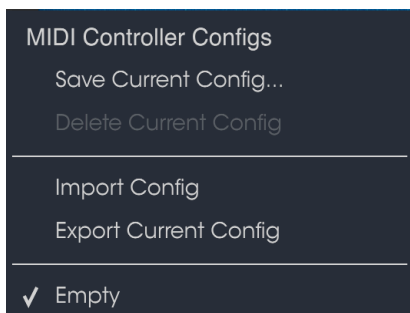 MIDI Controller Configs
Save Current Config...
Delete Current Config
Import Config
Export Current Config
✓ Empty